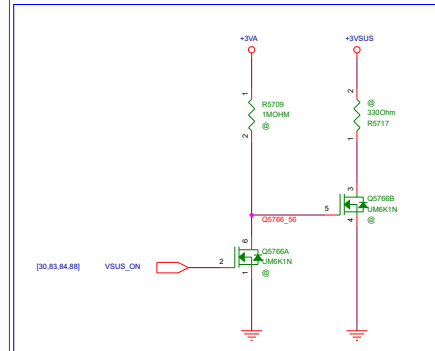 +3VA
+3VSUS
1
R5709
1MOHM
@
2
2
@
330Ohm
R5717
1
3
Q5766B
UM6K1N
@
5
4
Q5766_56
6
Q5766A
UM6K1N
@
2
1
[30,83,84,88]
VSUS_ON